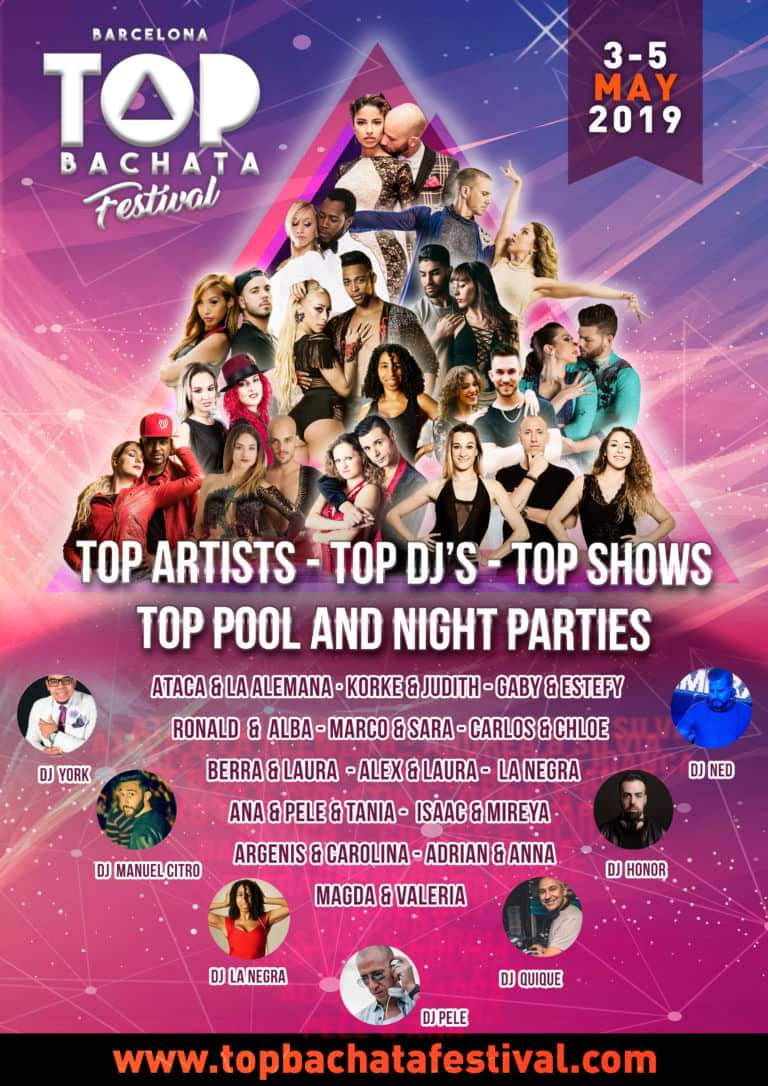 BARCELONA
TOP
BACHATA
Festival
3-5
MAY
2019
TOP ARTISTS - TOP DJ'S - TOP SHOWS
TOP POOL AND NIGHT PARTIES
ATACA & LA ALEMANA - KORKE & JUDITH - GABY & ESTEFY
RONALD & ALBA - MARCO & SARA - CARLOS & CHLOE
BERRA & LAURA - ALEX & LAURA - LA NEGRA
ANA & PELE & TANIA - ISAAC & MIREYA
ARGENIS & CAROLINA - ADRIAN & ANNA
MAGDA & VALERIA
DJ YORK
DJ NED
DJ MANUEL CITRO
DJ HONOR
DJ LA NEGRA
DJ QUIQUE
DJ PELE
www.topbachatafestival.com